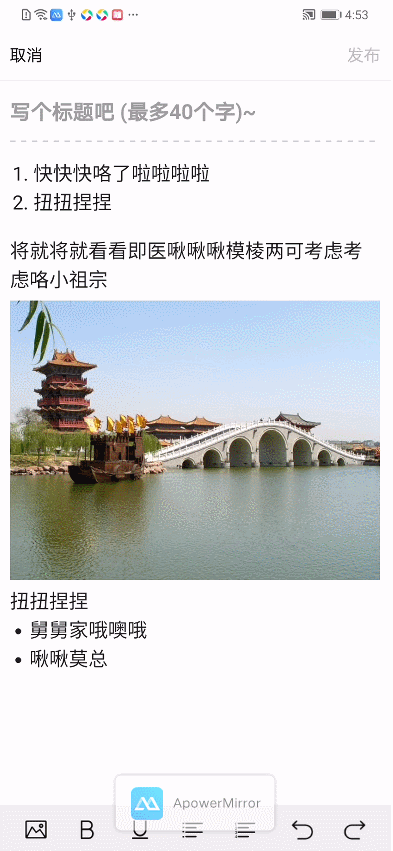 4:53
取消
发布
写个标题吧 (最多40个字)~
1. 快快快咯了啦啦啦啦
2. 扭扭捏捏
将就将就看看即医啾啾啾模棱两可考虑考
虑咯小祖宗
扭扭捏捏
• 舅舅家哦噢哦
• 啾啾莫总
ApowerMirror
B
U